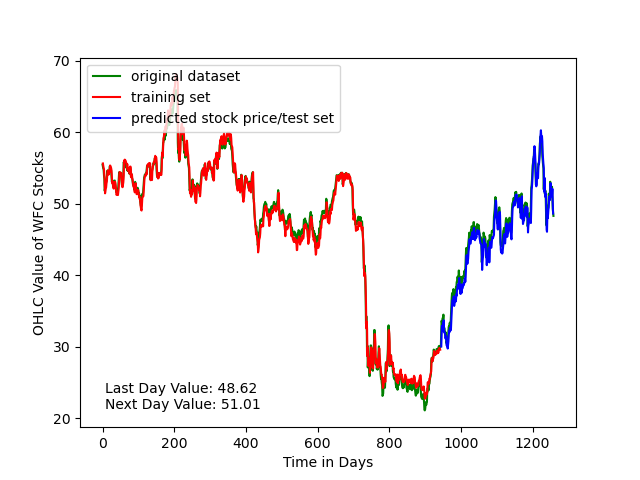 original dataset
training set
predicted stock price/test set
70
60
50
40
30
20
OHLC Value of WFC Stocks
Last Day Value: 48.62
Next Day Value: 51.01
0 200 400 600 800 1000 1200
Time in Days